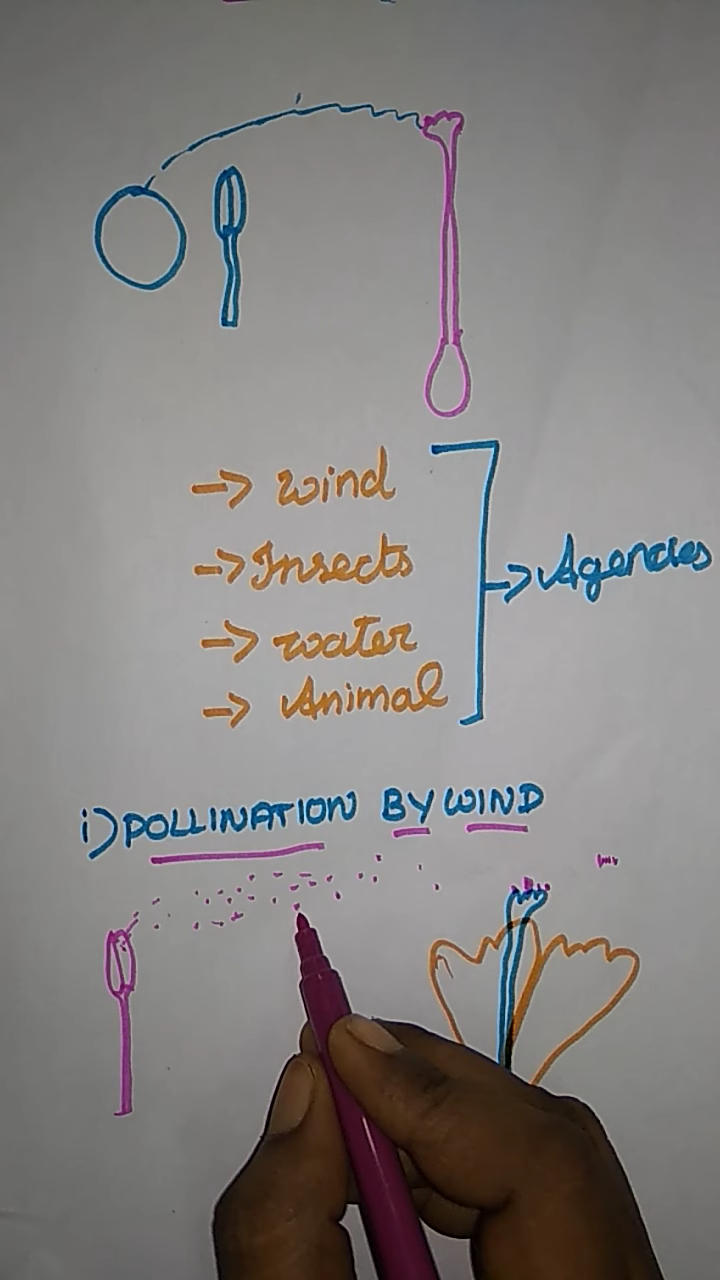 → wind
→ Insects
→ water
→ Animal
→ Agencies
i) POLLINATION BY WIND